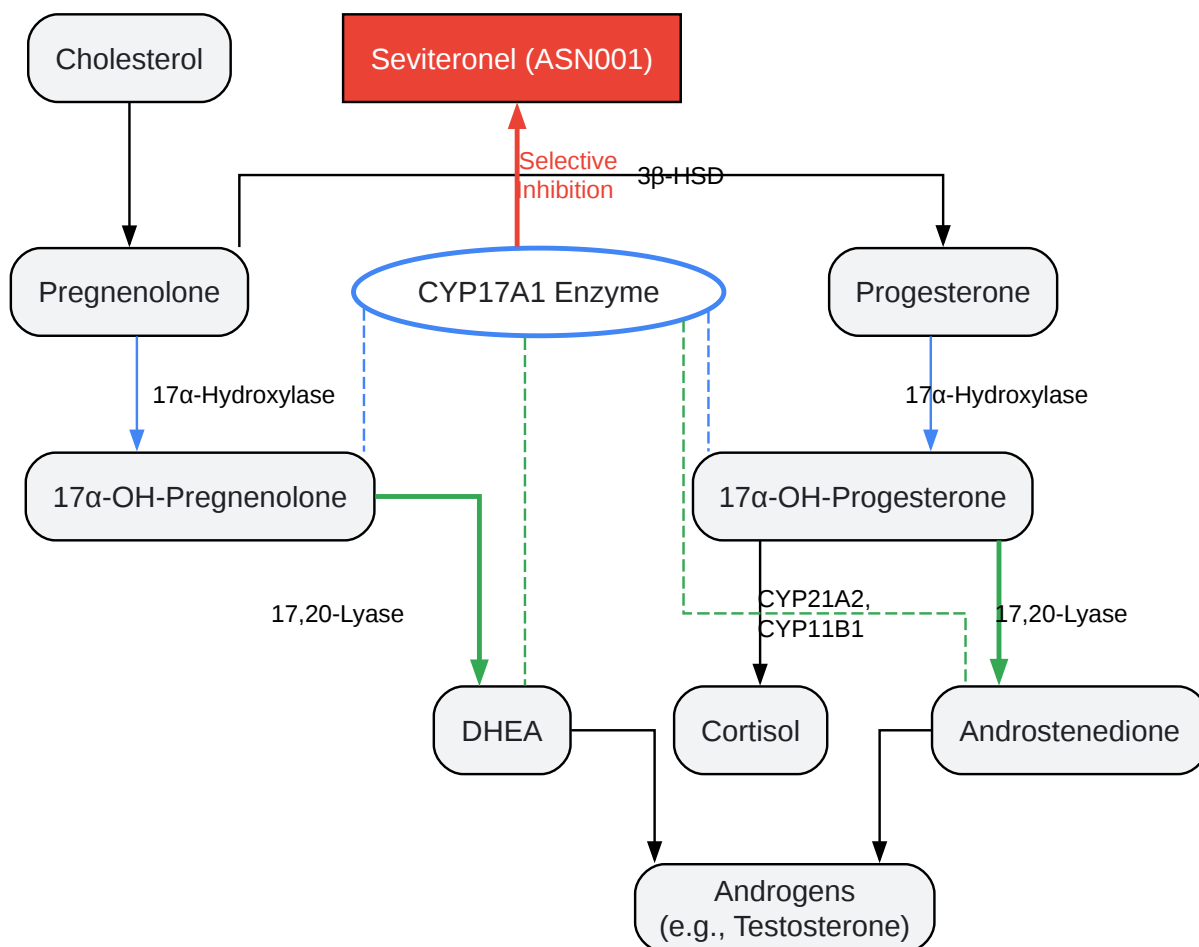 Cholesterol
Seviteronel (ASN001)
Selective
Inhibition
3β-HSD
Pregnenolone
CYP17A1 Enzyme
Progesterone
17α-Hydroxylase
17α-Hydroxylase
17α-OH-Pregnenolone
17α-OH-Progesterone
17,20-Lyase
CYP21A2,
CYP11B1
17,20-Lyase
DHEA
Cortisol
Androstenedione
Androgens
(e.g., Testosterone)